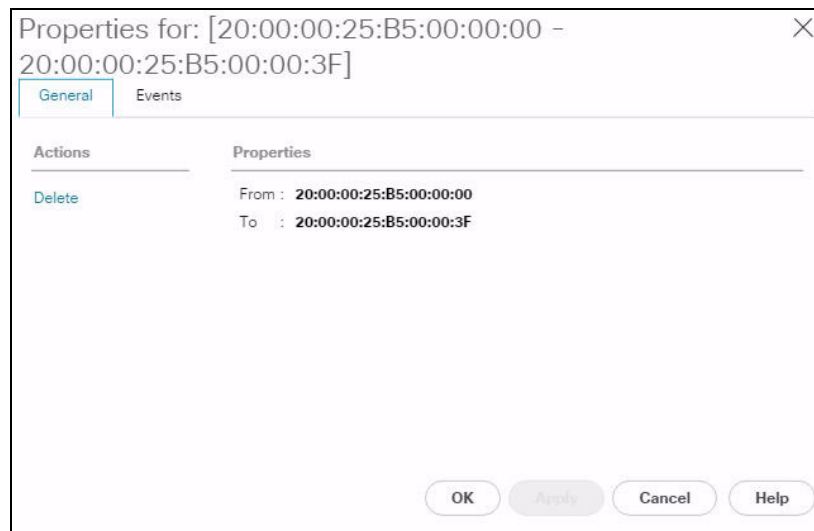 Properties for: [20:00:00:25:B5:00:00:00 -
20:00:00:25:B5:00:00:3F]
General Events
Actions Properties
Delete From : 20:00:00:25:B5:00:00:00
To : 20:00:00:25:B5:00:00:3F
OK Apply Cancel Help